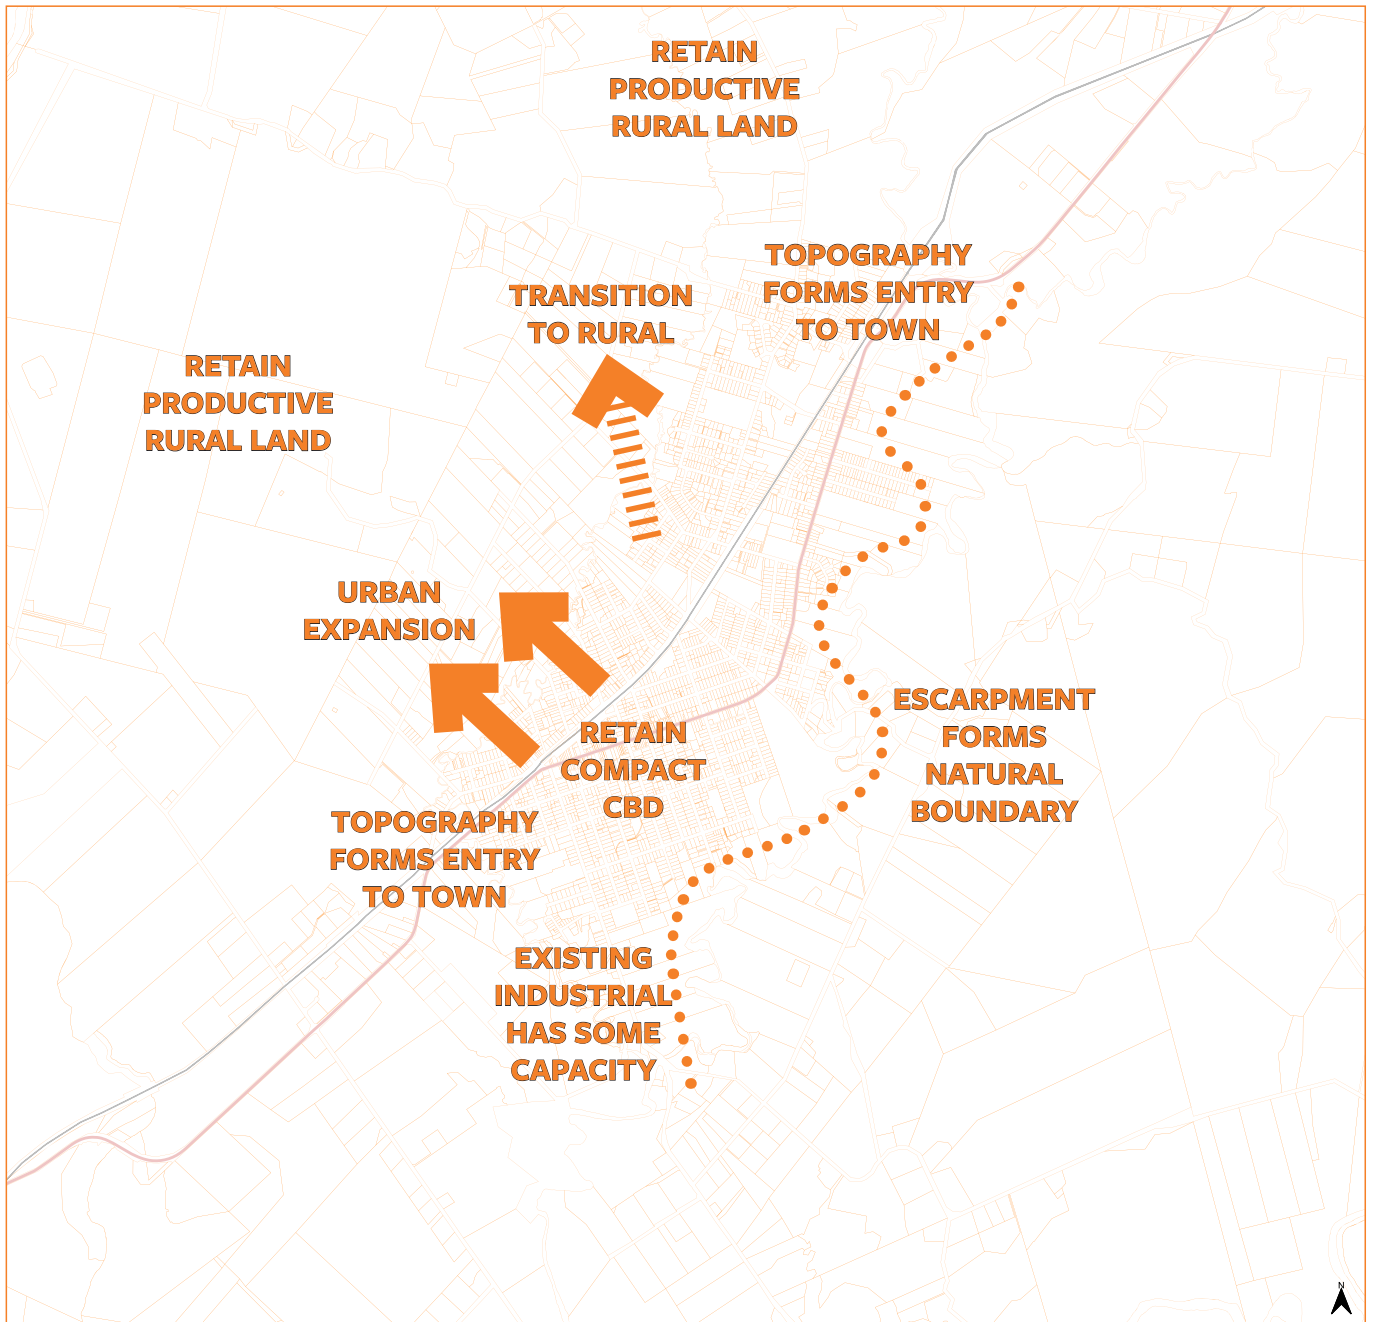 RETAIN
PRODUCTIVE
RURAL LAND
TOPOGRAPHY
FORMS ENTRY
TO TOWN
TRANSITION
TO RURAL
RETAIN
PRODUCTIVE
RURAL LAND
URBAN
EXPANSION
ESCARPMENT
FORMS
NATURAL
BOUNDARY
RETAIN
COMPACT
CBD
TOPOGRAPHY
FORMS ENTRY
TO TOWN
EXISTING
INDUSTRIAL
HAS SOME
CAPACITY
N